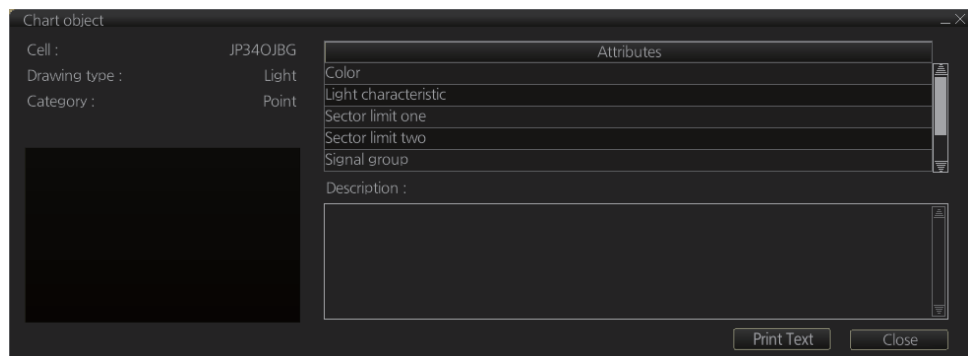 Chart object
Cell : JP34OJBG
Drawing type : Light
Category : Point
Attributes
Color
Light characteristic
Sector limit one
Sector limit two
Signal group
Description :
Print Text Close